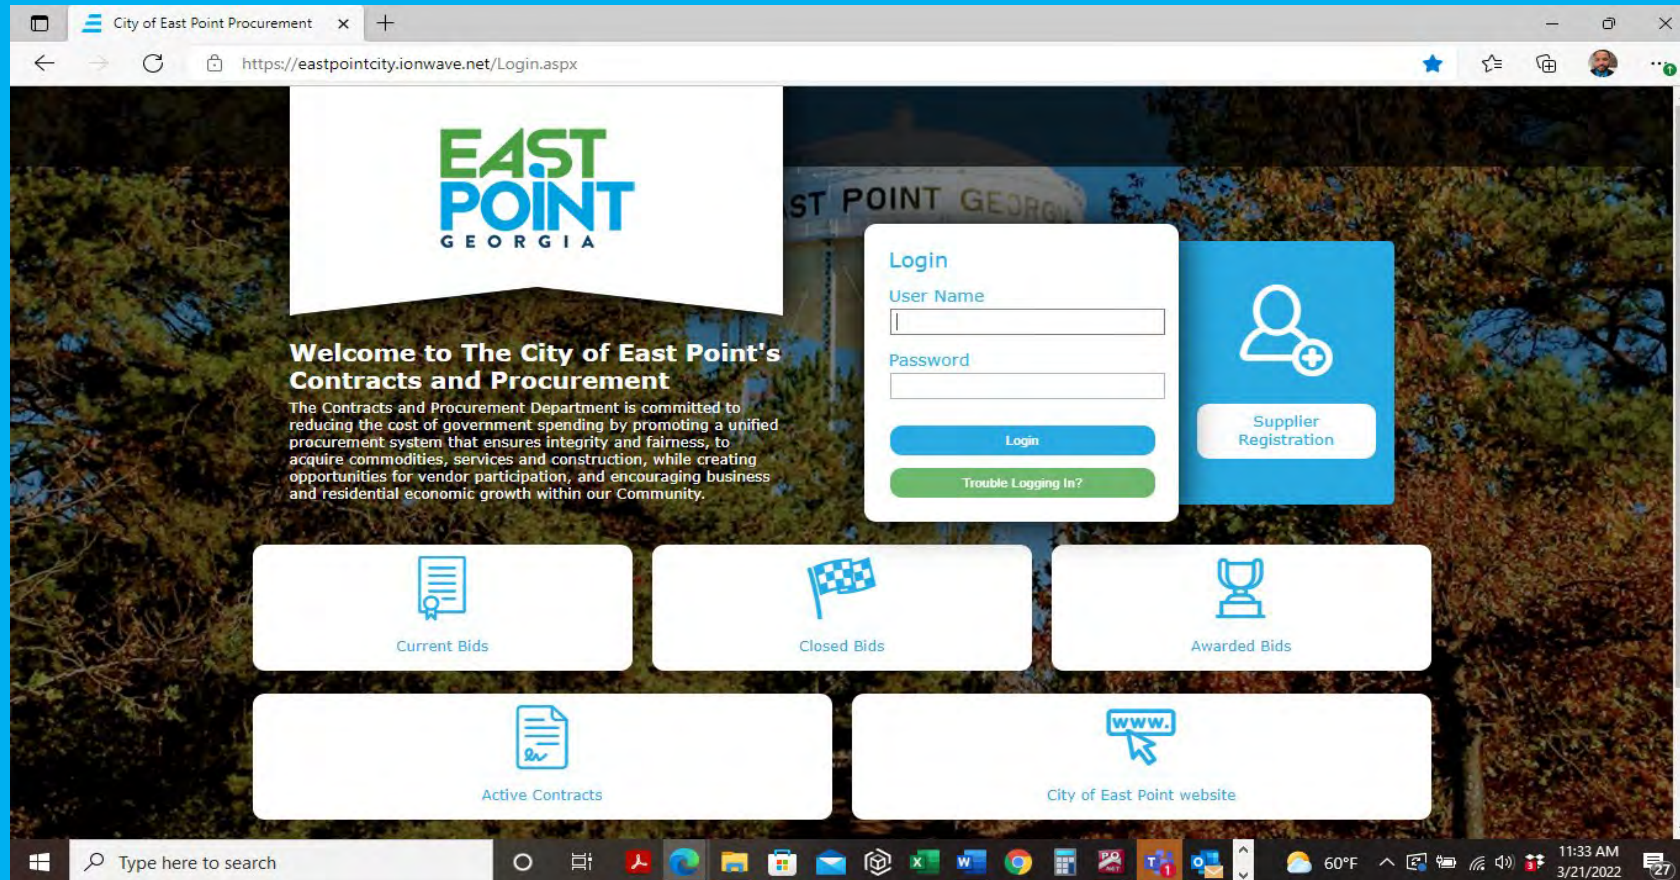 City of East Point Procurement
https://eastpointcity.ionwave.net/Login.aspx
EAST
POINT
GEORGIA
ST POINT GEORG
Login
User Name
Password
Login
Trouble Logging In?
Supplier
Registration
Welcome to The City of East Point's
Contracts and Procurement
The Contracts and Procurement Department is committed to
reducing the cost of government spending by promoting a unified
procurement system that ensures integrity and fairness, to
acquire commodities, services and construction, while creating
opportunities for vendor participation, and encouraging business
and residential economic growth within our Community.
Current Bids
Closed Bids
Awarded Bids
Active Contracts
www.
City of East Point website
Type here to search
60°F
11:33 AM
3/21/2022
27